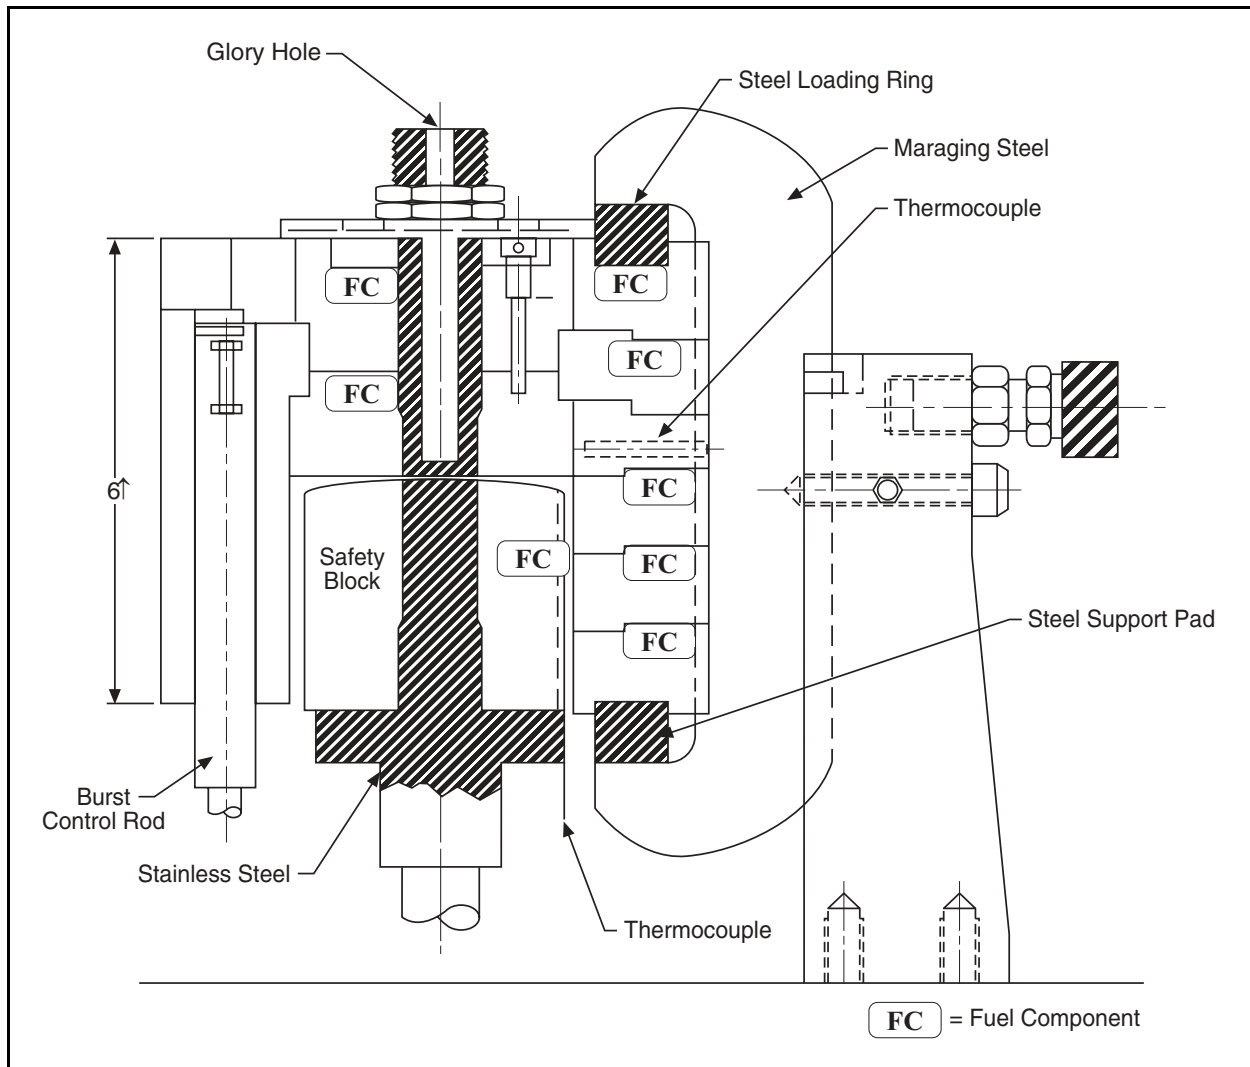 Glory Hole
Steel Loading Ring
Maraging Steel
Thermocouple
FC
FC
FC
FC
6
FC
Safety
Block
FC
FC
FC
Steel Support Pad
Burst
Control Rod
Stainless Steel
Thermocouple
FC = Fuel Component